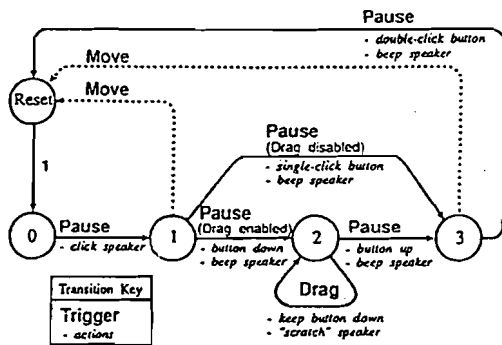 Pause
- double-click button
- beep speaker
Move
Move
Reset
1
Pause
(Drag disabled)
- single-click button
- beep speaker
0
Pause
- click speaker
1
Pause
(Drag enabled)
- button down
- beep speaker
2
Pause
- button up
- beep speaker
3
Drag
- keep button down
- "scratch" speaker
Transition Key
Trigger
- actions